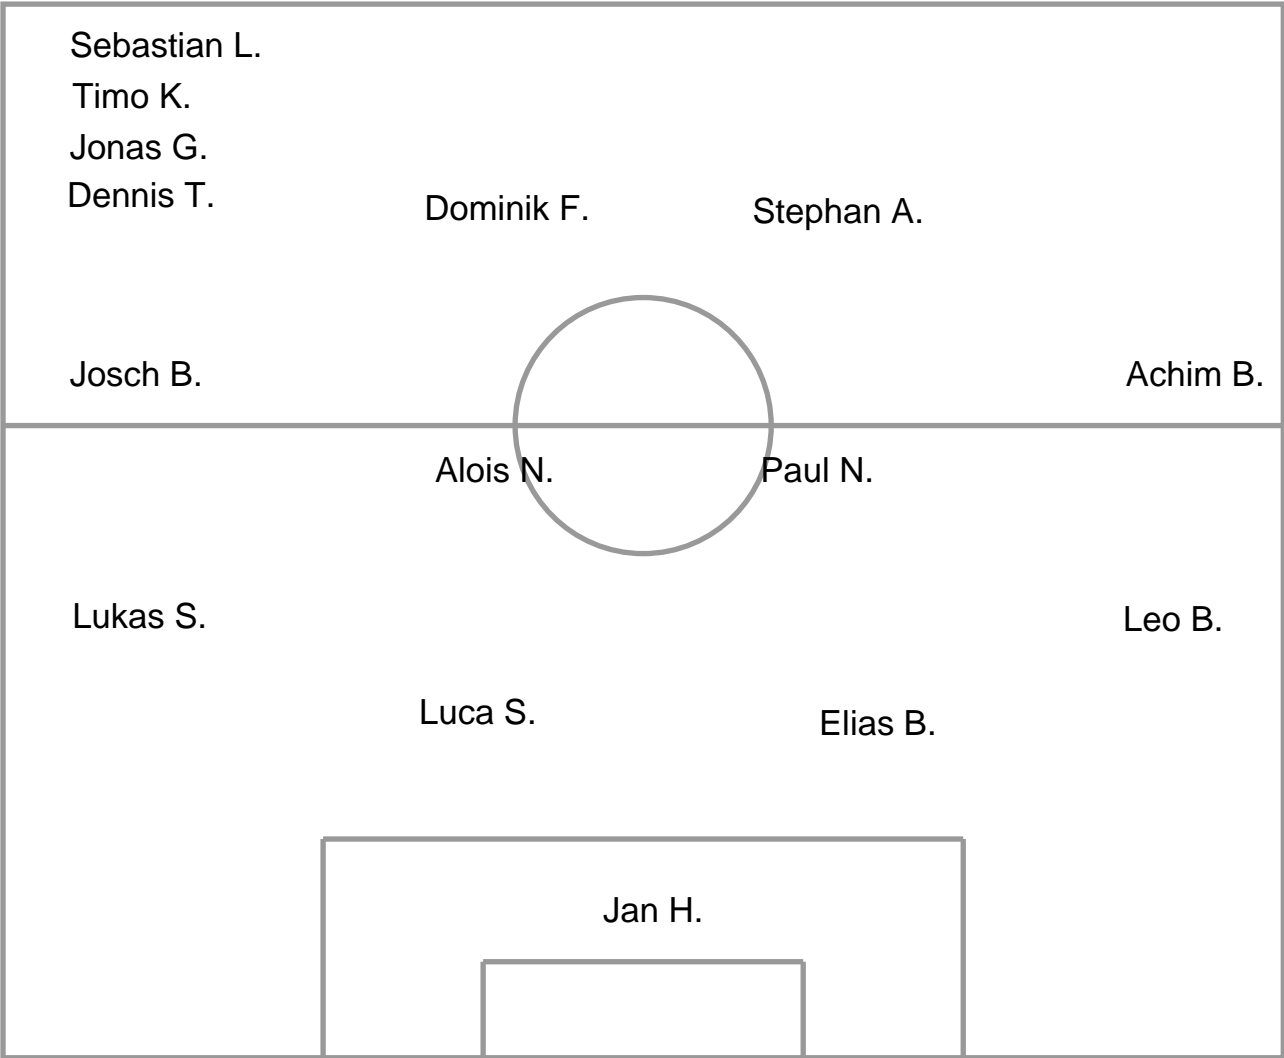 Sebastian L.
Timo K.
Jonas G.
Dennis T.
Dominik F.
Stephan A.
Josch B.
Achim B.
Alois N.
Paul N.
Lukas S.
Leo B.
Luca S.
Elias B.
Jan H.